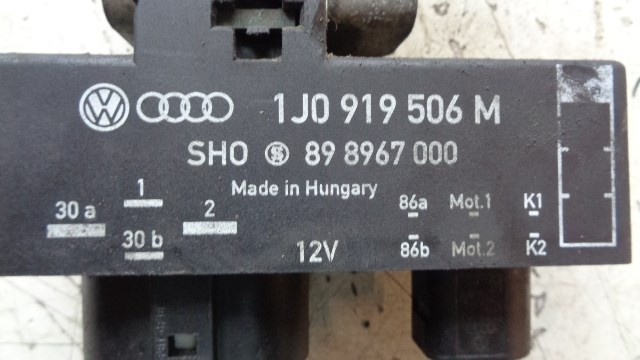 1J0 919 506 M
SHO 89 8967 000
Made in Hungary
1
30 a
2
30 b
86a Mot.1 K1
12V
86b Mot.2 K2